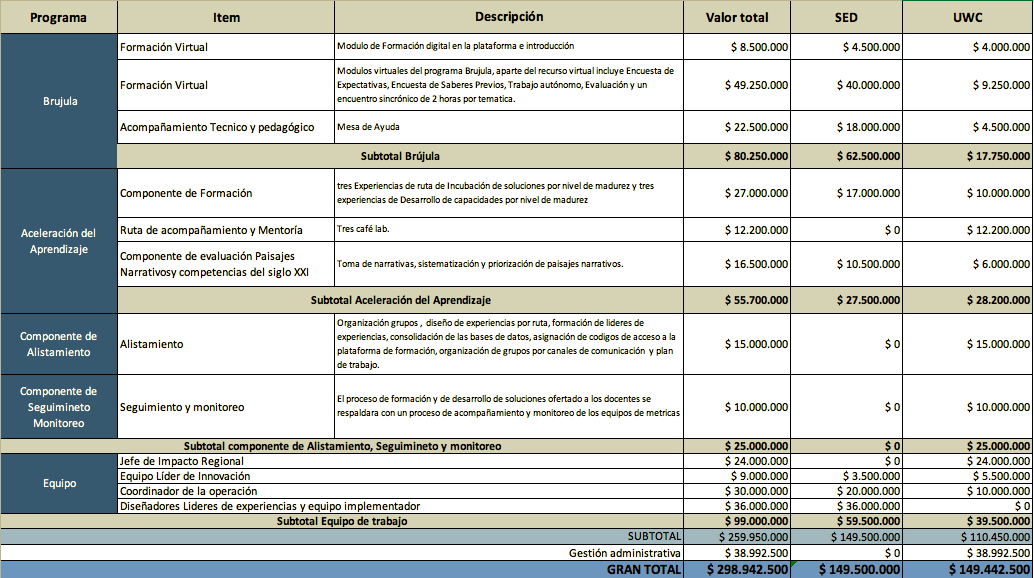 Programa Item Descripción Valor total SED UWC
Brujula
Formación Virtual Modulo de Formación digital en la plataforma e introducción $ 8.500.000 $ 4.500.000 $ 4.000.000
Formación Virtual
Modulos virtuales del programa Brujula, aparte del recurso virtual incluye Encuesta de
Expectativas, Encuesta de Saberes Previos, Trabajo autónomo, Evaluación y un
encuentro sincrónico de 2 horas por tematica.
$ 49.250.000 $ 40.000.000 $ 9.250.000
Acompañamiento Tecnico y pedagógico Mesa de Ayuda $ 22.500.000 $ 18.000.000 $ 4.500.000
Subtotal Brújula $ 80.250.000 $ 62.500.000 $ 17.750.000
Aceleración del
Aprendizaje
Componente de Formación
tres Experiencias de ruta de Incubación de soluciones por nivel de madurez y tres
experiencias de Desarrollo de capacidades por nivel de madurez
$ 27.000.000 $ 17.000.000 $ 10.000.000
Ruta de acompañamiento y Mentoría Tres café lab. $ 12.200.000 $ 0 $ 12.200.000
Componente de evaluación Paisajes
Narrativosy competencias del siglo XXI
Toma de narrativas, sistematización y priorización de paisajes narrativos. $ 16.500.000 $ 10.500.000 $ 6.000.000
Subtotal Aceleración del Aprendizaje $ 55.700.000 $ 27.500.000 $ 28.200.000
Componente de
Alistamiento
Alistamiento
Organización grupos , diseño de experiencias por ruta, formación de lideres de
experiencias, consolidación de las bases de datos, asignación de codigos de acceso a la
plataforma de formación, organización de grupos por canales de comunicación y plan
de trabajo.
$ 15.000.000 $ 0 $ 15.000.000
Componente de
Seguimineto
Monitoreo
Seguimiento y monitoreo
El proceso de formación y de desarrollo de soluciones ofertado a los docentes se
respaldara con un proceso de acompañamiento y monitoreo de los equipos de metricas
$ 10.000.000 $ 0 $ 10.000.000
Subtotal componente de Alistamiento, Seguimineto y monitoreo $ 25.000.000 $ 0 $ 25.000.000
Equipo
Jefe de Impacto Regional $ 24.000.000 $ 0 $ 24.000.000
Equipo Líder de Innovación $ 9.000.000 $ 3.500.000 $ 5.500.000
Coordinador de la operación $ 30.000.000 $ 20.000.000 $ 10.000.000
Diseñadores Lideres de experiencias y equipo implementador $ 36.000.000 $ 36.000.000 $ 0
Subtotal Equipo de trabajo $ 99.000.000 $ 59.500.000 $ 39.500.000
SUBTOTAL $ 259.950.000 $ 149.500.000 $ 110.450.000
Gestión administrativa $ 38.992.500 $ 0 $ 38.992.500
GRAN TOTAL $ 298.942.500 $ 149.500.000 $ 149.442.500